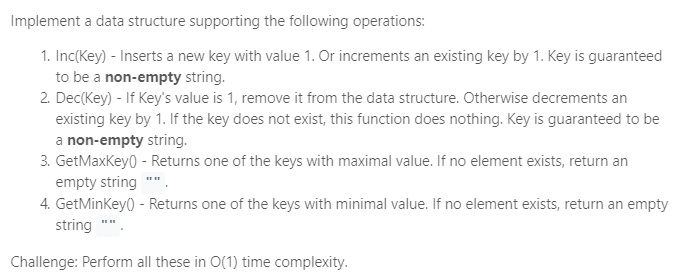 Implement a data structure supporting the following operations:
1. Inc(Key) - Inserts a new key with value 1. Or increments an existing key by 1. Key is guaranteed
to be a non-empty string.
2. Dec(Key) - If Key's value is 1, remove it from the data structure. Otherwise decrements an
existing key by 1. If the key does not exist, this function does nothing. Key is guaranteed to be
a non-empty string.
3. GetMaxKey() - Returns one of the keys with maximal value. If no element exists, return an
empty string "" .
4. GetMinKey() - Returns one of the keys with minimal value. If no element exists, return an empty
string "" .
Challenge: Perform all these in O(1) time complexity.